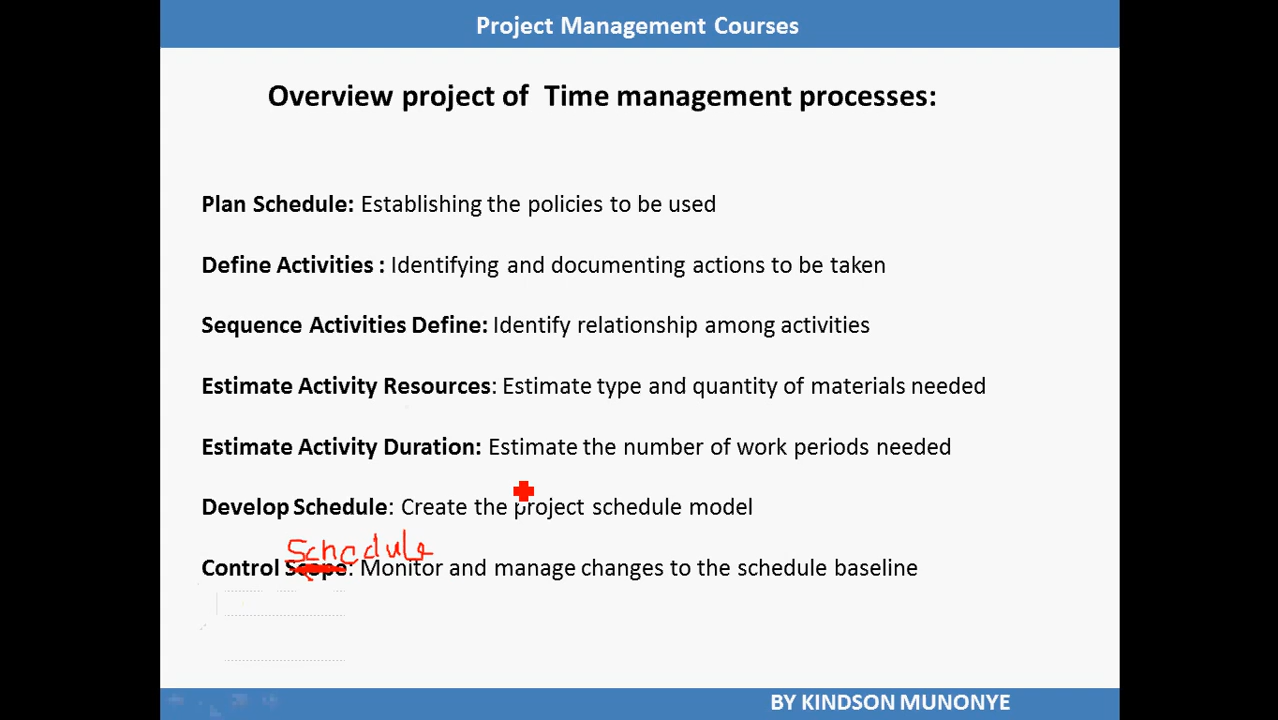 Project Management Courses
Overview project of Time management processes:
Plan Schedule: Establishing the policies to be used
Define Activities : Identifying and documenting actions to be taken
Sequence Activities Define: Identify relationship among activities
Estimate Activity Resources: Estimate type and quantity of materials needed
Estimate Activity Duration: Estimate the number of work periods needed
Develop Schedule: Create the project schedule model
Schedule
Control Scope: Monitor and manage changes to the schedule baseline
BY KINDSON MUNONYE